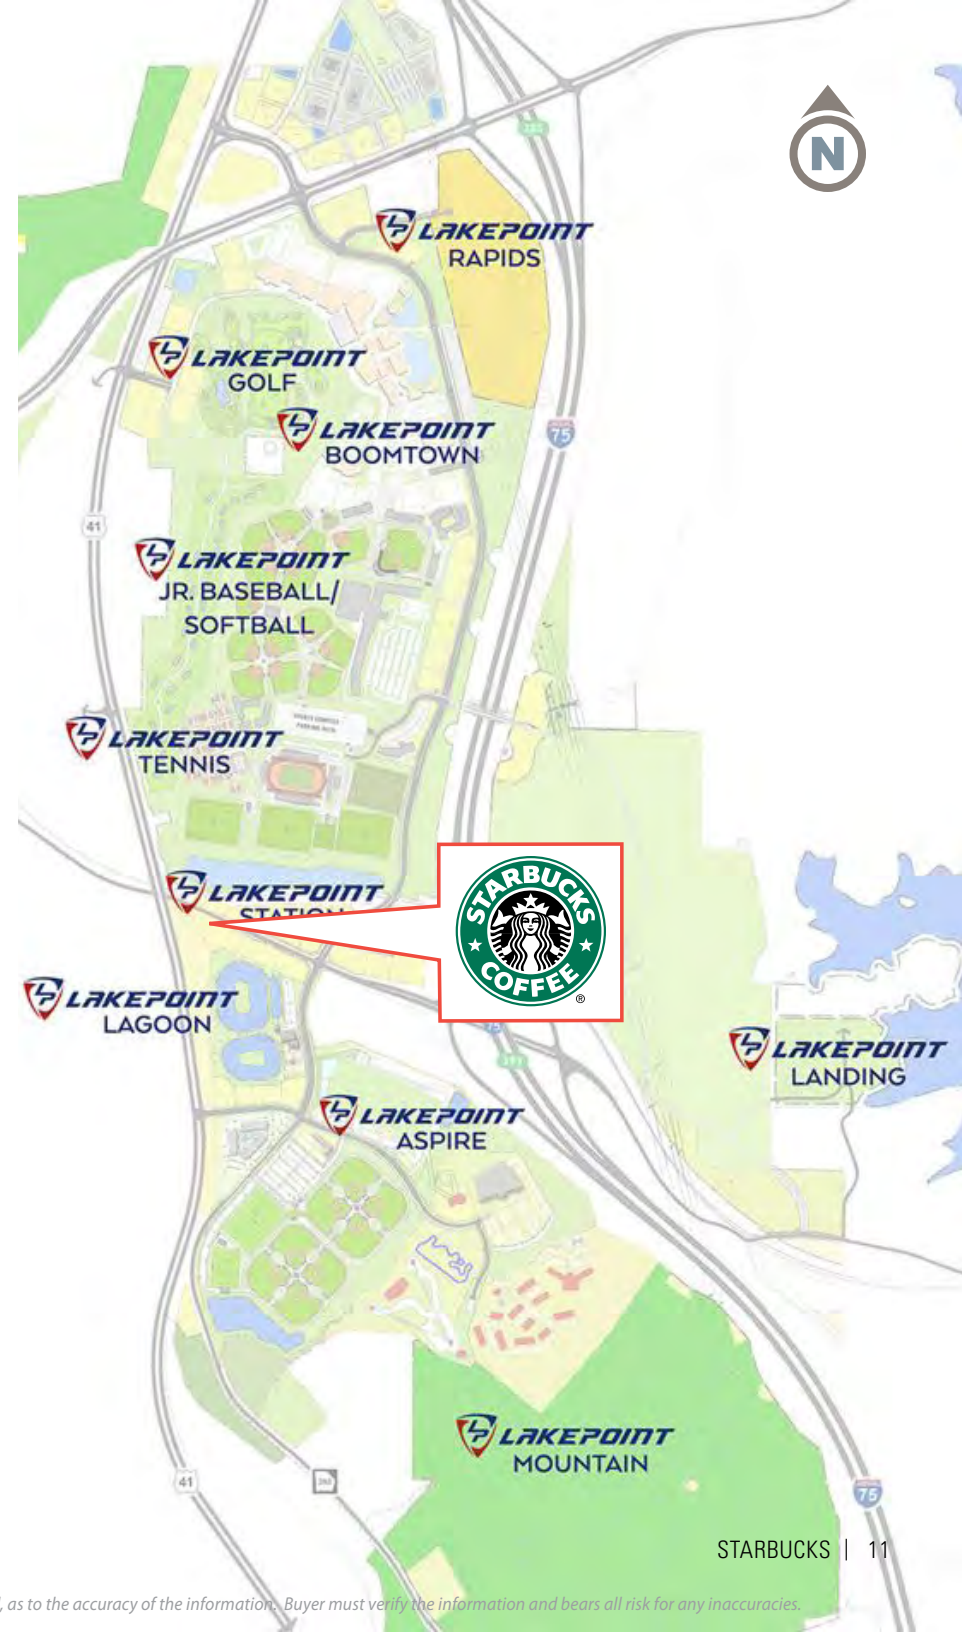 N
LAKEPOINT
RAPIDS
LAKEPOINT
GOLF
LAKEPOINT
BOOMTOWN
75
41
LAKEPOINT
JR. BASEBALL/
SOFTBALL
LAKEPOINT
TENNIS
LAKEPOINT
STATION
STARBUCKS
COFFEE
®
LAKEPOINT
LAGOON
75
LAKEPOINT
LANDING
LAKEPOINT
ASPIRE
LAKEPOINT
MOUNTAIN
41
75
STARBUCKS | 11
, as to the accuracy of the information. Buyer must verify the information and bears all risk for any inaccuracies.